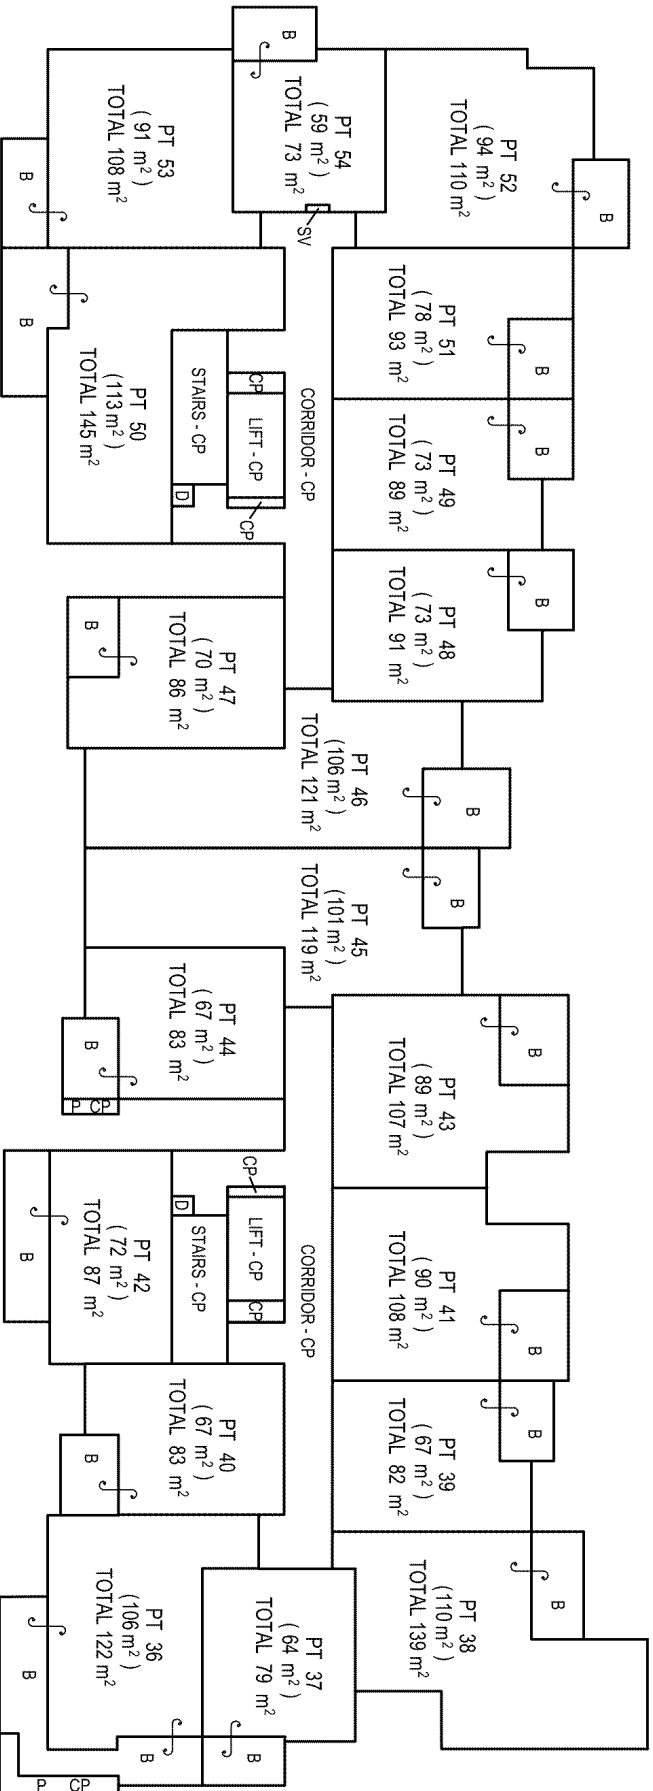 B
PT 54
( 59 m²)
TOTAL 73 m²
SV
PT 53
( 91 m²)
TOTAL 108 m²
B
PT 52
( 94 m²)
TOTAL 110 m²
B
PT 51
( 78 m²)
TOTAL 93 m²
B
B
PT 50
(113 m²)
TOTAL 145 m²
STAIRS - CP
CP
LIFT - CP
CP
D
CORRIDOR - CP
PT 49
( 73 m²)
TOTAL 89 m²
B
PT 48
( 73 m²)
TOTAL 91 m²
B
PT 47
( 70 m²)
TOTAL 86 m²
B
PT 46
(106 m²)
TOTAL 121 m²
B
PT 45
(101 m²)
TOTAL 119 m²
B
PT 44
( 67 m²)
TOTAL 83 m²
B
P CP
PT 43
( 89 m²)
TOTAL 107 m²
B
PT 42
( 72 m²)
TOTAL 87 m²
B
D
STAIRS - CP
CP
LIFT - CP
CP
CORRIDOR - CP
PT 41
( 90 m²)
TOTAL 108 m²
B
PT 40
( 67 m²)
TOTAL 83 m²
B
PT 39
( 67 m²)
TOTAL 82 m²
B
PT 38
(110 m²)
TOTAL 139 m²
B
PT 37
( 64 m²)
TOTAL 79 m²
B
PT 36
(106 m²)
TOTAL 122 m²
B
B
P CP